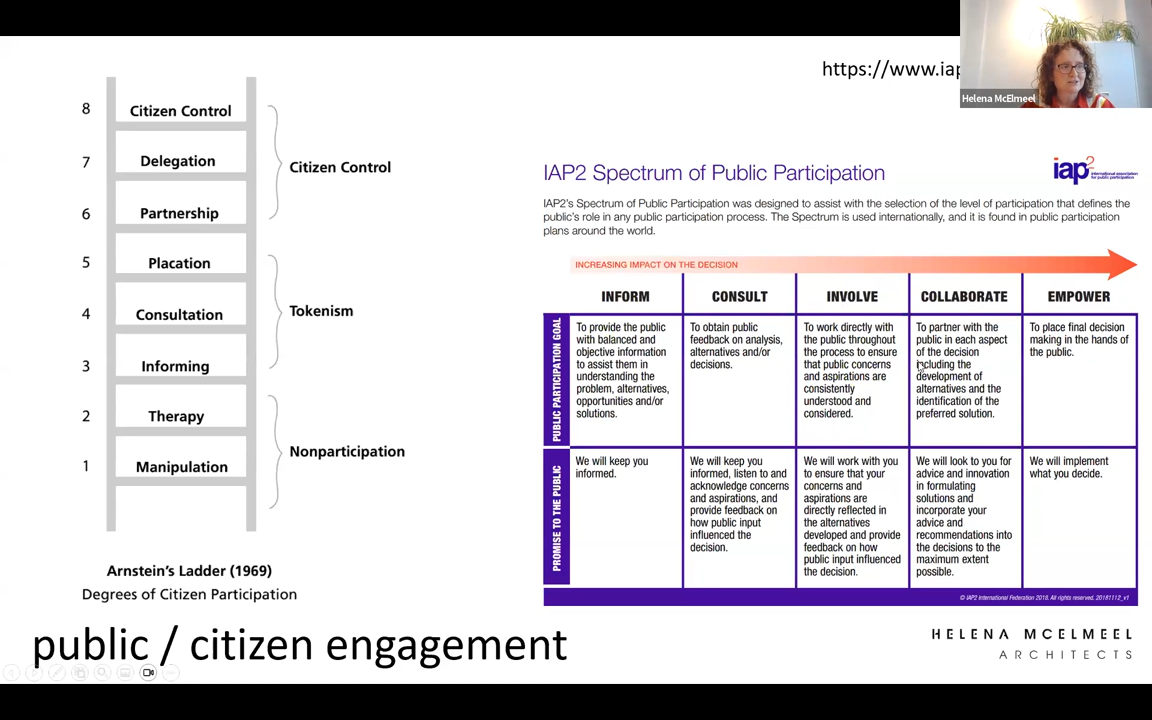 https://www.iap
Helena McElmeel
8
Citizen Control
7
Delegation
6
Partnership
Citizen Control
5
Placation
4
Consultation
3
Informing
Tokenism
2
Therapy
1
Manipulation
Nonparticipation
Arnstein's Ladder (1969)
Degrees of Citizen Participation
IAP2 Spectrum of Public Participation
iap2
international association
for public participation
IAP2's Spectrum of Public Participation was designed to assist with the selection of the level of participation that defines the
public's role in any public participation process. The Spectrum is used internationally, and it is found in public participation
plans around the world.
INCREASING IMPACT ON THE DECISION
INFORM
CONSULT
INVOLVE
COLLABORATE
EMPOWER
PUBLIC PARTICIPATION GOAL
To provide the public
with balanced and
objective information
to assist them in
understanding the
problem, alternatives,
opportunities and/or
solutions.
To obtain public
feedback on analysis,
alternatives and/or
decisions.
To work directly with
the public throughout
the process to ensure
that public concerns
and aspirations are
consistently
understood and
considered.
To partner with the
public in each aspect
of the decision
including the
development of
alternatives and the
identification of the
preferred solution.
To place final decision
making in the hands of
the public.
PROMISE TO THE PUBLIC
We will keep you
informed.
We will keep you
informed, listen to and
acknowledge concerns
and aspirations, and
provide feedback on
how public input
influenced the
decision.
We will work with you
to ensure that your
concerns and
aspirations are
directly reflected in
the alternatives
developed and provide
feedback on how
public input influenced
the decision.
We will look to you for
advice and innovation
in formulating
solutions and
incorporate your
advice and
recommendations into
the decisions to the
maximum extent
possible.
We will implement
what you decide.
© IAP2 International Federation 2018. All rights reserved. 20181112_v1
public / citizen engagement
HELENA MCELMEEL
ARCHITECTS